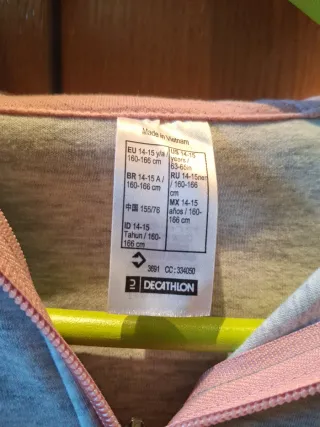 Made in Vietnam
EU 14-15 y/a /
160-166 cm
BR 14-15 A /
160-166 cm
中国 155/76
ID 14-15
Tahun / 160-
166 cm
US 14-15
years /
63-65in
RU 14-15лет
/ 160-166
cm
MX 14-15
años / 160-
166 cm
3691 CC : 334050
DECATHLON